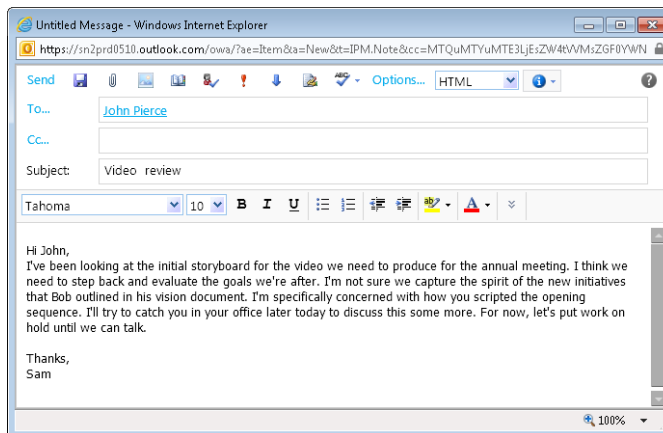 Untitled Message - Windows Internet Explorer
https://sn2prd0510.outlook.com/owa/?ae=Item&a=New&t=IPM.Note&cc=MTQuMTYuMTE3LjEsZW4tVVMsZGF0YWN
Send ABC Options... HTML
To... John Pierce
Cc...
Subject: Video review
Tahoma 10 B I U ab A
Hi John,
I've been looking at the initial storyboard for the video we need to produce for the annual meeting. I think we
need to step back and evaluate the goals we're after. I'm not sure we capture the spirit of the new initiatives
that Bob outlined in his vision document. I'm specifically concerned with how you scripted the opening
sequence. I'll try to catch you in your office later today to discuss this some more. For now, let's put work on
hold until we can talk.
Thanks,
Sam
100%